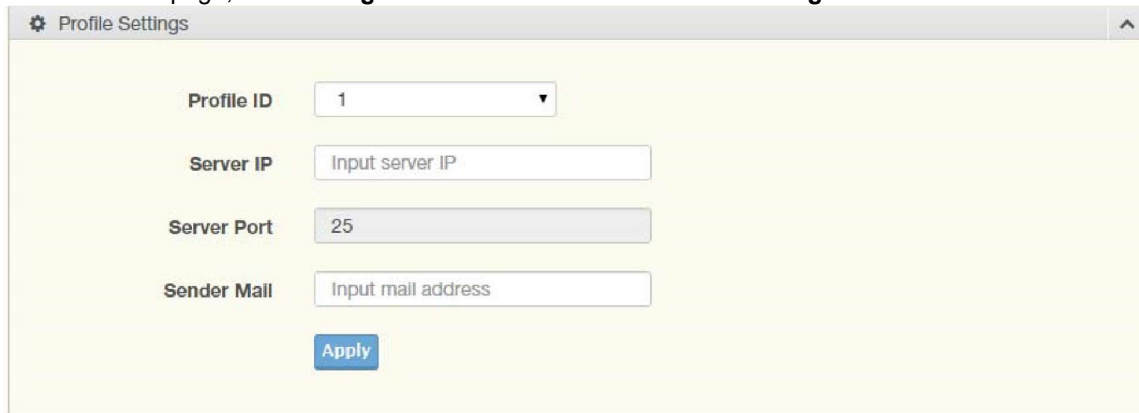 Profile Settings
Profile ID 1
Server IP Input server IP
Server Port 25
Sender Mail Input mail address
Apply